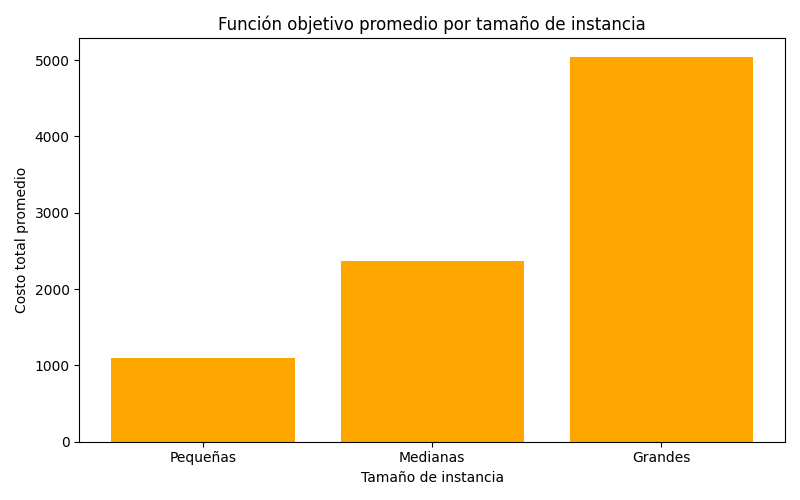 Función objetivo promedio por tamaño de instancia
Costo total promedio
5000
4000
3000
2000
1000
0
Pequeñas
Medianas
Grandes
Tamaño de instancia